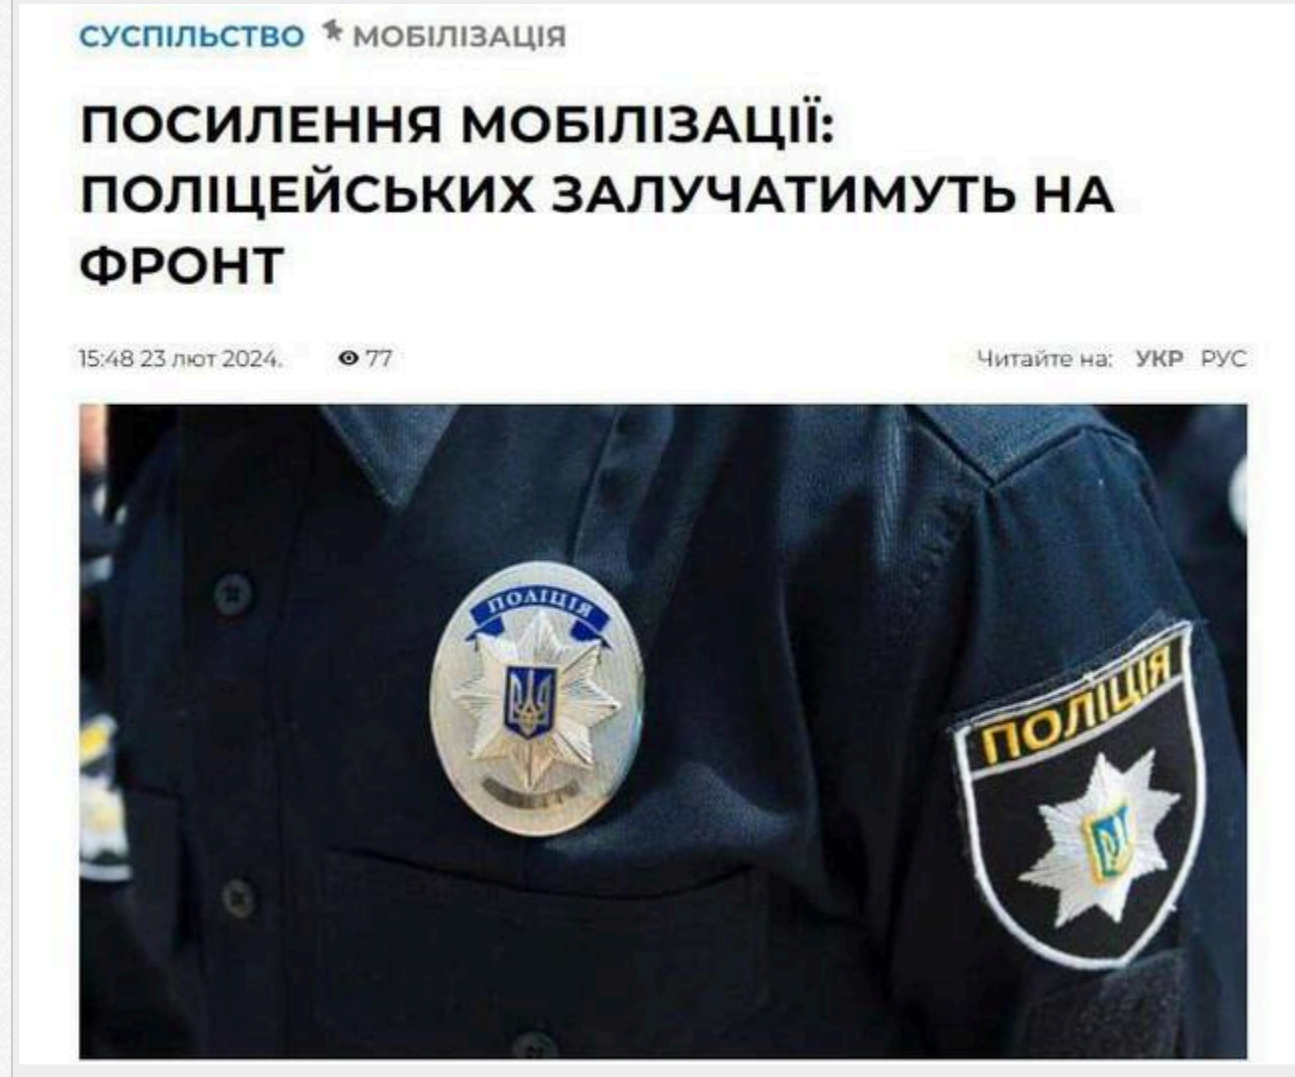 СУСПІЛЬСТВО МОБІЛІЗАЦІЯ
ПОСИЛЕННЯ МОБІЛІЗАЦІЇ:
ПОЛІЦЕЙСЬКИХ ЗАЛУЧАТИМУТЬ НА
ФРОНТ
15:48 23 лют 2024. 77
Читайте на: УКР РУС
ПОЛІЦІЯ
ПОЛІЦІЯ